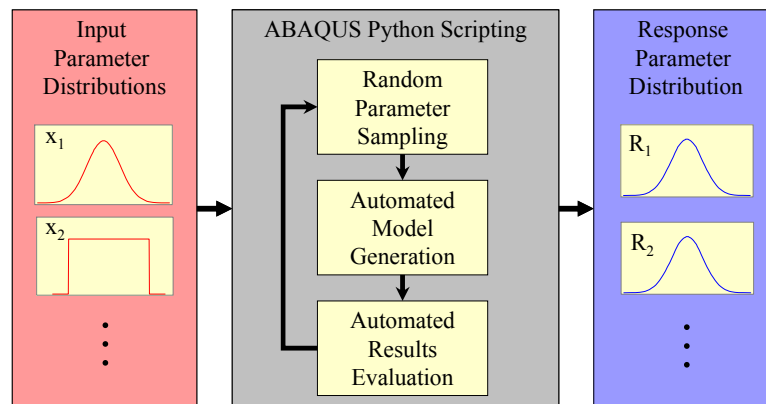 Input
Parameter
Distributions
x₁
x₂
ABAQUS Python Scripting
Random
Parameter
Sampling
Automated
Model
Generation
Automated
Results
Evaluation
Response
Parameter
Distribution
R₁
R₂